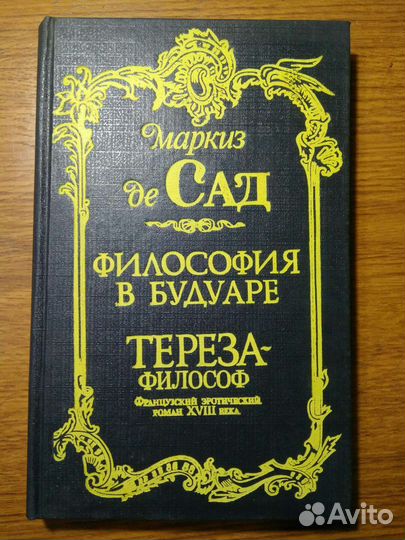 Маркиз
де САД
ФИЛОСОФИЯ
В БУДУАРЕ
ТЕРЕЗА-
ФИЛОСОФ
ФРАНЦУЗСКИЙ ЭРОТИЧЕСКИЙ
РОМАН XVIII ВЕКА
Avito